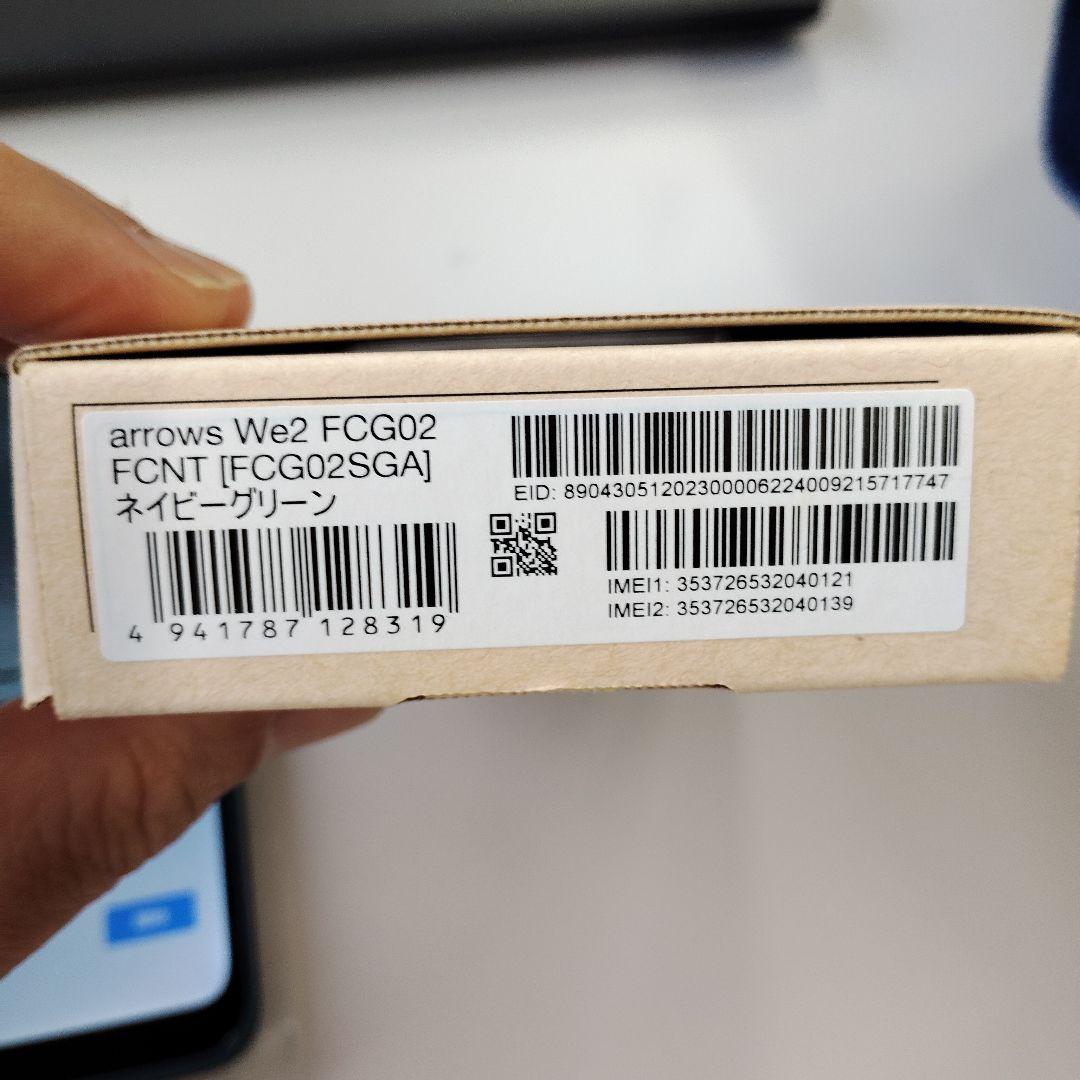 arrows We2 FCG02
FCNT [FCG02SGA]
ネイビーグリーン
4 941787 128319
EID: 89043051202300006224009215717747
IMEI1: 353726532040121
IMEI2: 353726532040139